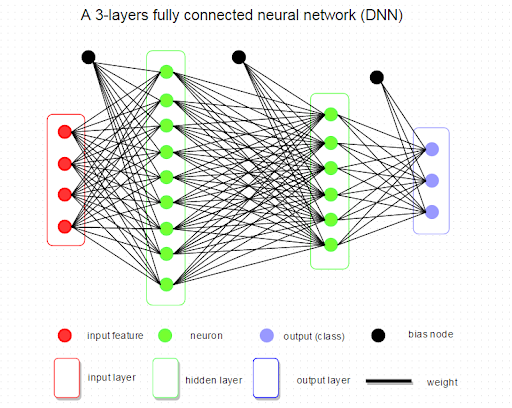 A 3-layers fully connected neural network (DNN)
input feature
neuron
output (class)
bias node
input layer
hidden layer
output layer
weight